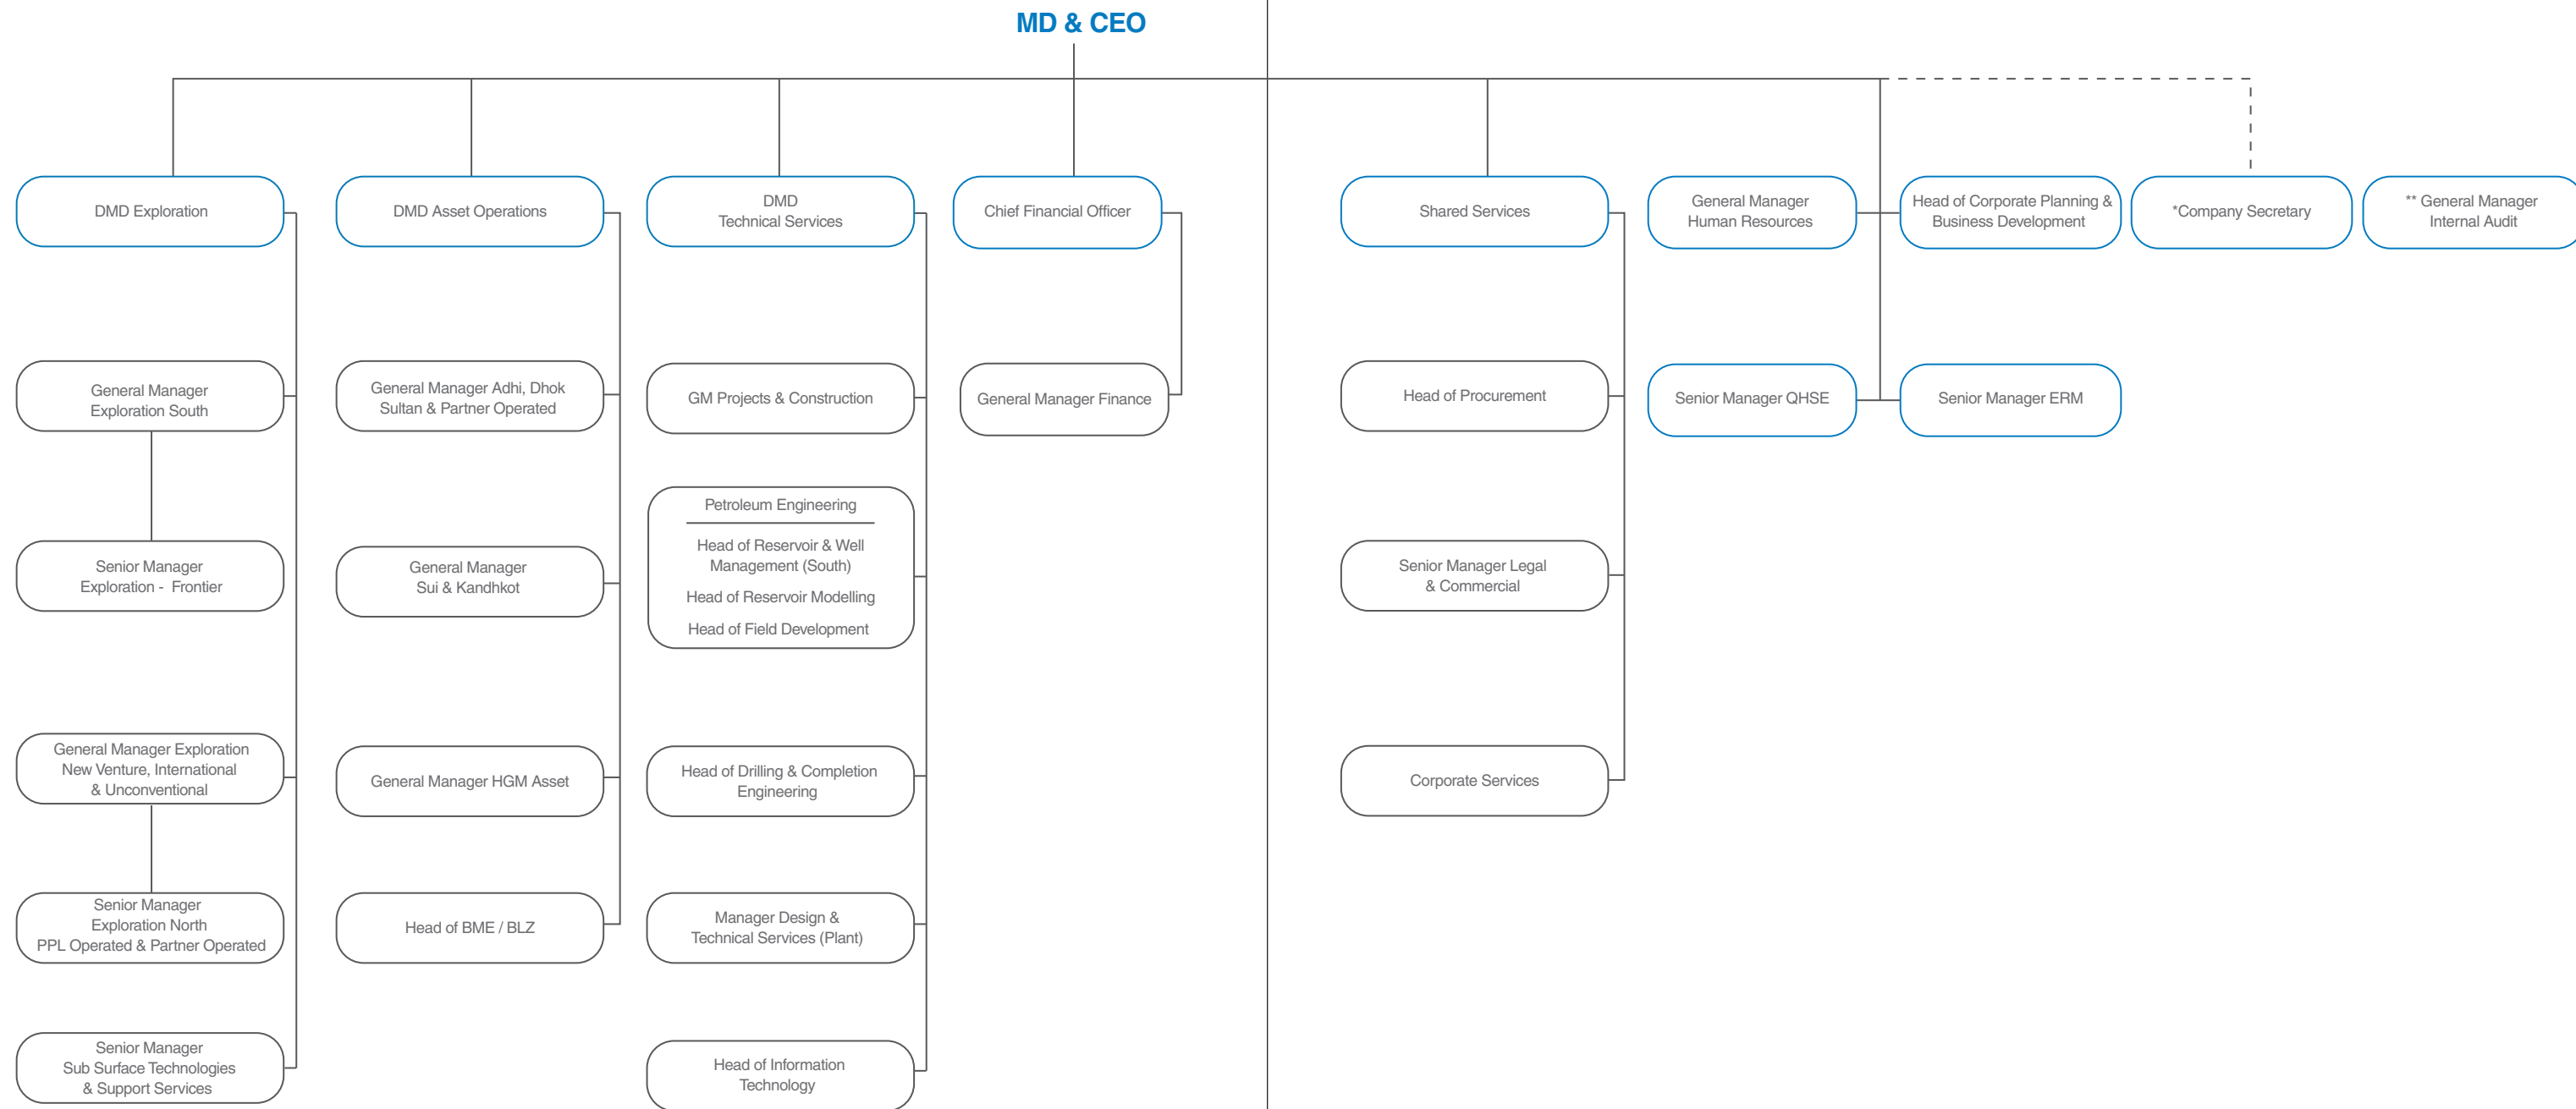 MD & CEO
DMD Exploration
DMD Asset Operations
DMD
Technical Services
Chief Financial Officer
Shared Services
General Manager
Human Resources
Head of Corporate Planning &
Business Development
*Company Secretary
** General Manager
Internal Audit
General Manager
Exploration South
General Manager Adhi, Dhok
Sultan & Partner Operated
GM Projects & Construction
General Manager Finance
Head of Procurement
Senior Manager QHSE
Senior Manager ERM
Petroleum Engineering
Head of Reservoir & Well
Management (South)
Head of Reservoir Modelling
Head of Field Development
Senior Manager
Exploration - Frontier
General Manager
Sui & Kandhkot
Senior Manager Legal
& Commercial
General Manager Exploration
New Venture, International
& Unconventional
General Manager HGM Asset
Head of Drilling & Completion
Engineering
Corporate Services
Senior Manager
Exploration North
PPL Operated & Partner Operated
Head of BME / BLZ
Manager Design &
Technical Services (Plant)
Senior Manager
Sub Surface Technologies
& Support Services
Head of Information
Technology